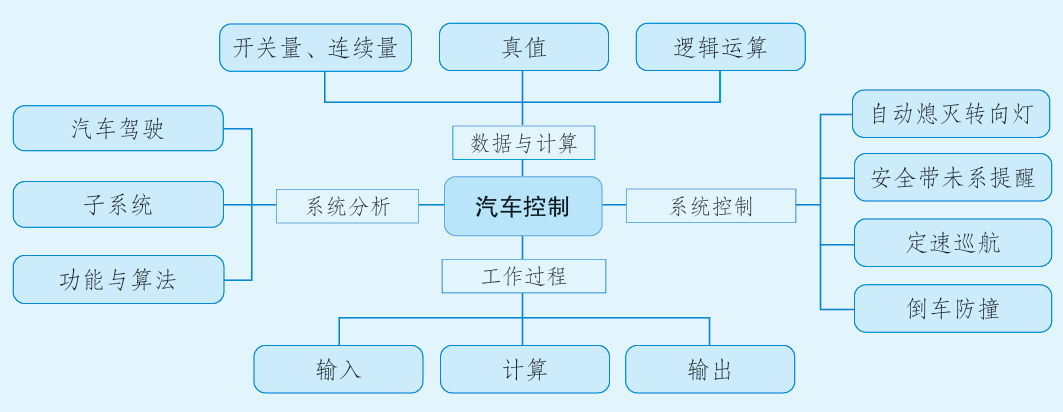 开关量、连续量
真值
逻辑运算
数据与计算
汽车驾驶
子系统
功能与算法
系统分析
汽车控制
系统控制
自动熄灭转向灯
安全带未系提醒
定速巡航
倒车防撞
工作过程
输入
计算
输出